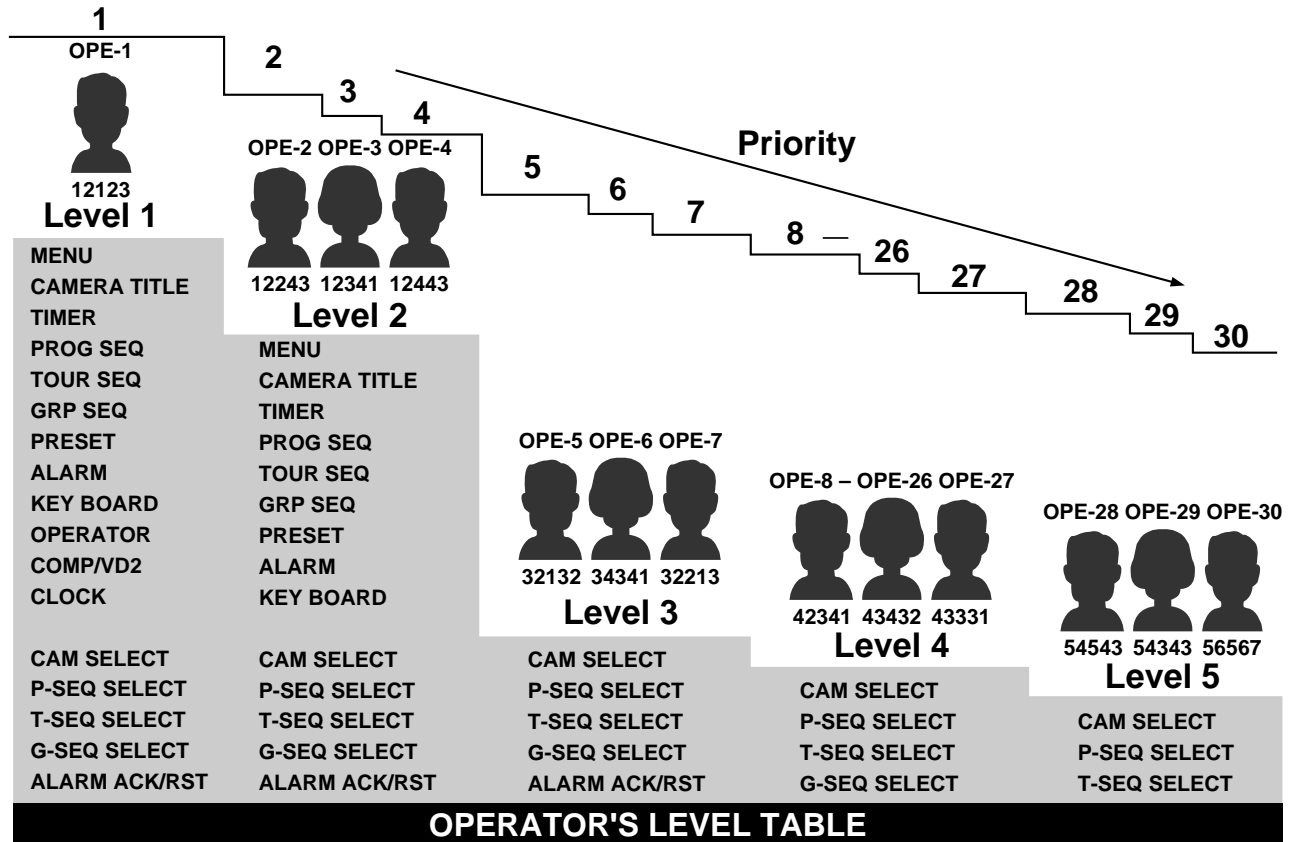 1
OPE-1
12123
Level 1
MENU
CAMERA TITLE
TIMER
PROG SEQ
TOUR SEQ
GRP SEQ
PRESET
ALARM
KEY BOARD
OPERATOR
COMP/VD2
CLOCK
CAM SELECT
P-SEQ SELECT
T-SEQ SELECT
G-SEQ SELECT
ALARM ACK/RST
2
3
4
OPE-2 OPE-3 OPE-4
12243 12341 12443
Level 2
MENU
CAMERA TITLE
TIMER
PROG SEQ
TOUR SEQ
GRP SEQ
PRESET
ALARM
KEY BOARD
CAM SELECT
P-SEQ SELECT
T-SEQ SELECT
G-SEQ SELECT
ALARM ACK/RST
Priority
5
6
7
OPE-5 OPE-6 OPE-7
32132 34341 32213
Level 3
CAM SELECT
P-SEQ SELECT
T-SEQ SELECT
G-SEQ SELECT
ALARM ACK/RST
8 —
26
27
OPE-8 – OPE-26 OPE-27
42341 43432 43331
Level 4
CAM SELECT
P-SEQ SELECT
T-SEQ SELECT
G-SEQ SELECT
28
29
30
OPE-28 OPE-29 OPE-30
54543 54343 56567
Level 5
CAM SELECT
P-SEQ SELECT
T-SEQ SELECT
OPERATOR'S LEVEL TABLE